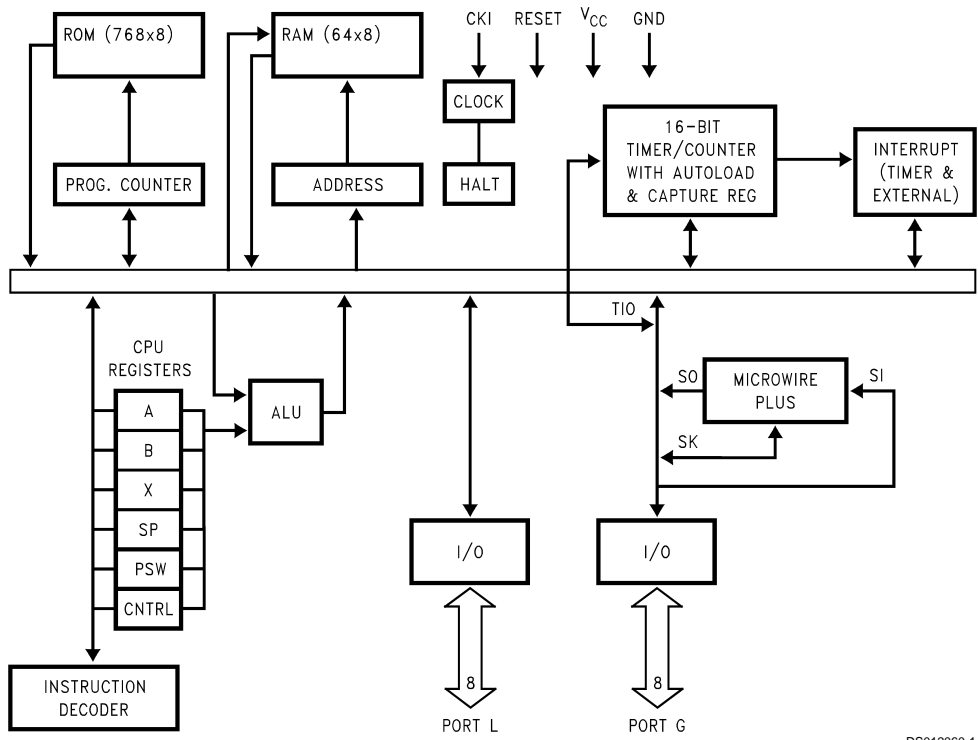 ROM (768x8)
RAM (64x8)
CKI
RESET
VCC
GND
CLOCK
HALT
PROG. COUNTER
ADDRESS
16-BIT
TIMER/COUNTER
WITH AUTOLOAD
& CAPTURE REG
INTERRUPT
(TIMER &
EXTERNAL)
TIO
CPU
REGISTERS
A
B
X
SP
PSW
CNTRL
ALU
SO
MICROWIRE
PLUS
SI
SK
I/O
I/O
INSTRUCTION
DECODER
8
8
PORT L
PORT G